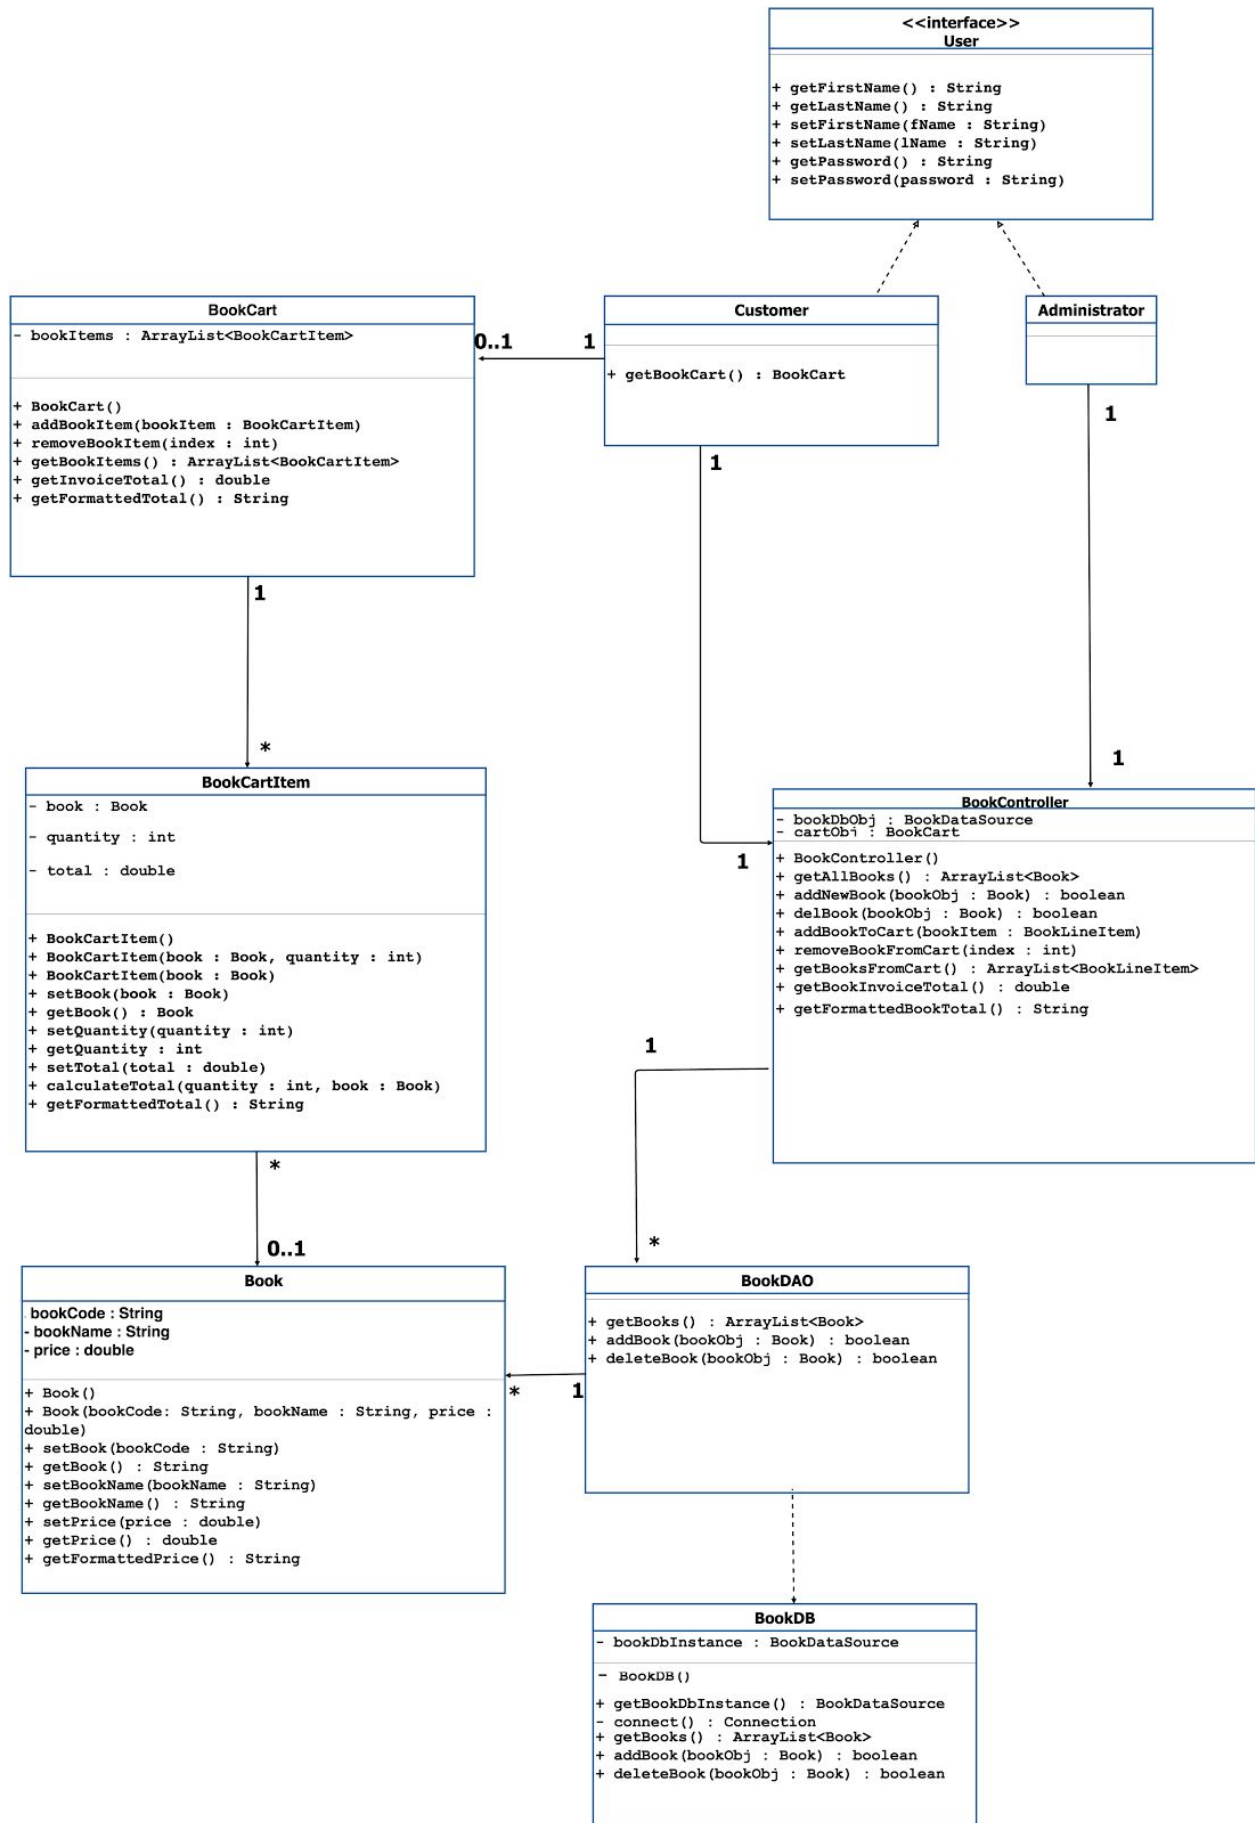 <<interface>>
User
+ getFirstName() : String
+ getLastName() : String
+ setFirstName(fName : String)
+ setLastName(lName : String)
+ getPassword() : String
+ setPassword(password : String)
BookCart
- bookItems : ArrayList<BookCartItem>
+ BookCart()
+ addBookItem(bookItem : BookCartItem)
+ removeBookItem(index : int)
+ getBookItems() : ArrayList<BookCartItem>
+ getInvoiceTotal() : double
+ getFormattedTotal() : String
0..1
1
Customer
+ getBookCart() : BookCart
Administrator
1
1
1
*
1
1
BookCartItem
- book : Book
- quantity : int
- total : double
+ BookCartItem()
+ BookCartItem(book : Book, quantity : int)
+ BookCartItem(book : Book)
+ setBook(book : Book)
+ getBook() : Book
+ setQuantity(quantity : int)
+ getQuantity : int
+ setTotal(total : double)
+ calculateTotal(quantity : int, book : Book)
+ getFormattedTotal() : String
BookController
- bookDbObj : BookDataSource
- cartObj : BookCart
+ BookController()
+ getAllBooks() : ArrayList<Book>
+ addNewBook(bookObj : Book) : boolean
+ delBook(bookObj : Book) : boolean
+ addBookToCart(bookItem : BookLineItem)
+ removeBookFromCart(index : int)
+ getBooksFromCart() : ArrayList<BookLineItem>
+ getBookInvoiceTotal() : double
+ getFormattedBookTotal() : String
1
*
*
0..1
Book
bookCode : String
- bookName : String
- price : double
+ Book()
+ Book(bookCode: String, bookName : String, price :
double)
+ setBook(bookCode : String)
+ getBook() : String
+ setBookName(bookName : String)
+ getBookName() : String
+ setPrice(price : double)
+ getPrice() : double
+ getFormattedPrice() : String
*
1
BookDAO
+ getBooks() : ArrayList<Book>
+ addBook(bookObj : Book) : boolean
+ deleteBook(bookObj : Book) : boolean
BookDB
- bookDbInstance : BookDataSource
- BookDB()
+ getBookDbInstance() : BookDataSource
- connect() : Connection
+ getBooks() : ArrayList<Book>
+ addBook(bookObj : Book) : boolean
+ deleteBook(bookObj : Book) : boolean